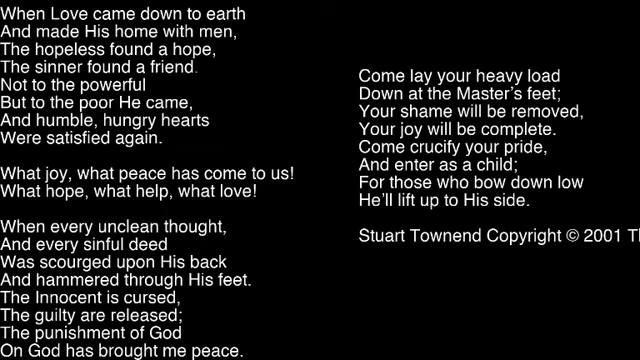 When Love came down to earth
And made His home with men,
The hopeless found a hope,
The sinner found a friend.
Not to the powerful
But to the poor He came,
And humble, hungry hearts
Were satisfied again.
What joy, what peace has come to us!
What hope, what help, what love!
When every unclean thought,
And every sinful deed
Was scourged upon His back
And hammered through His feet.
The Innocent is cursed,
The guilty are released;
The punishment of God
On God has brought me peace.
Come lay your heavy load
Down at the Master's feet;
Your shame will be removed,
Your joy will be complete.
Come crucify your pride,
And enter as a child;
For those who bow down low
He'll lift up to His side.
Stuart Townend Copyright © 2001